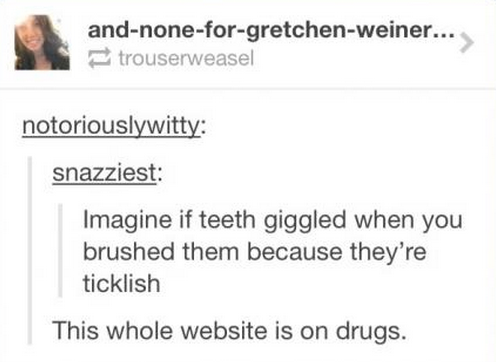 and-none-for-gretchen-weiner...
trouserweasel
notoriouslywitty:
snazziest:
Imagine if teeth giggled when you
brushed them because they're
ticklish
This whole website is on drugs.